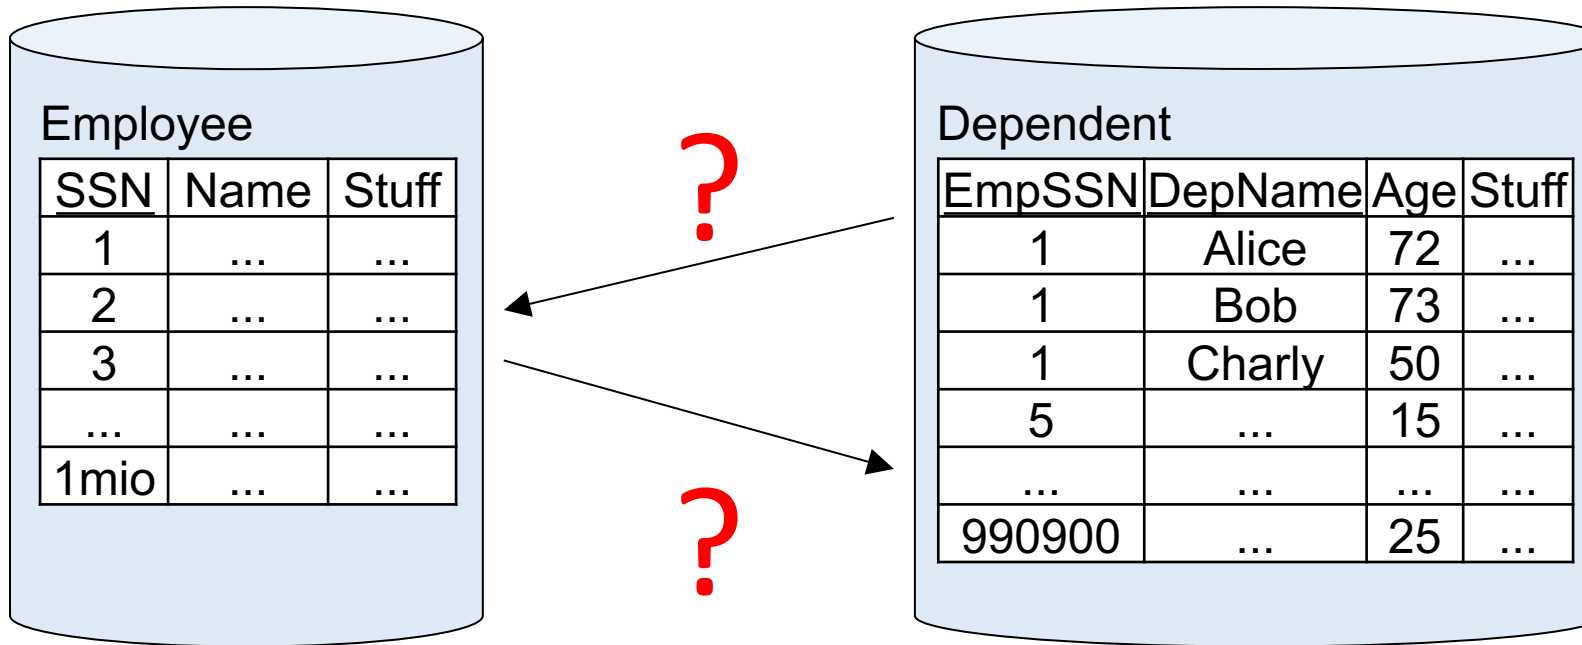 Employee
SSN Name Stuff
1 ... ...
2 ... ...
3 ... ...
... ... ...
1mio ... ...
?
?
Dependent
EmpSSN DepName Age Stuff
1 Alice 72 ...
1 Bob 73 ...
1 Charly 50 ...
5 ... 15 ...
... ... ... ...
990900 ... 25 ...